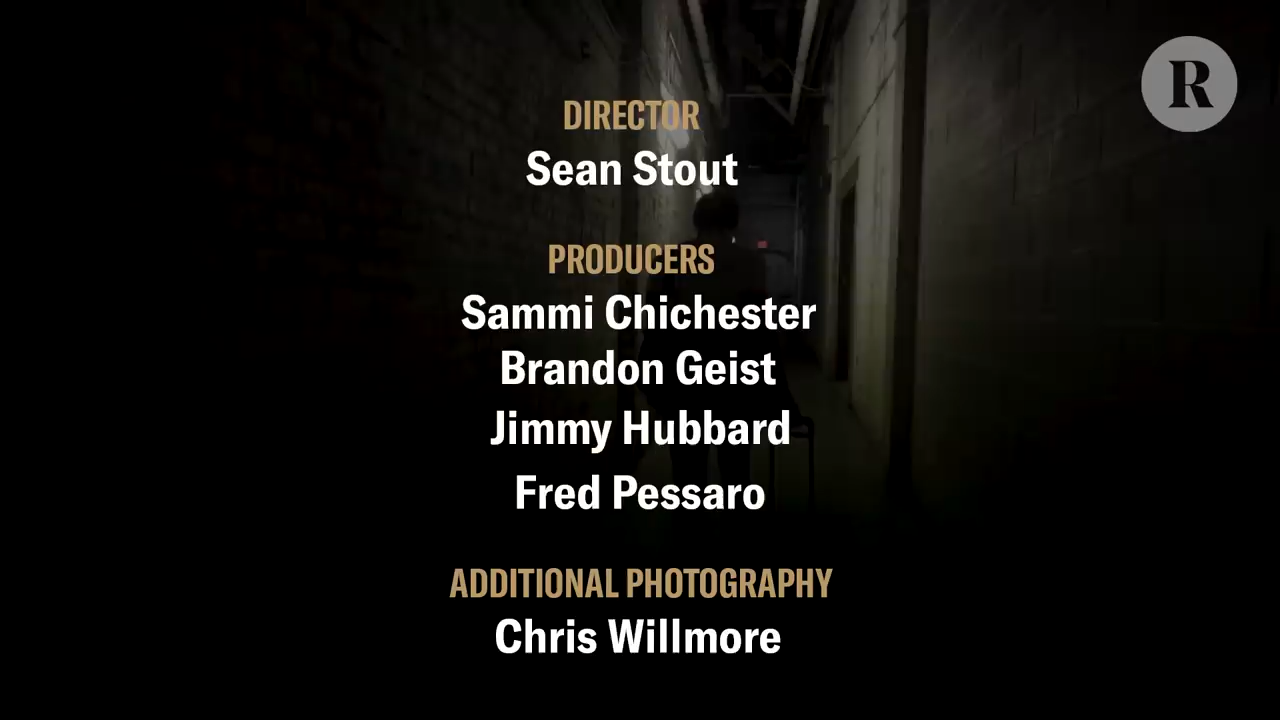 R
DIRECTOR
Sean Stout
PRODUCERS
Sammi Chichester
Brandon Geist
Jimmy Hubbard
Fred Pessaro
ADDITIONAL PHOTOGRAPHY
Chris Willmore